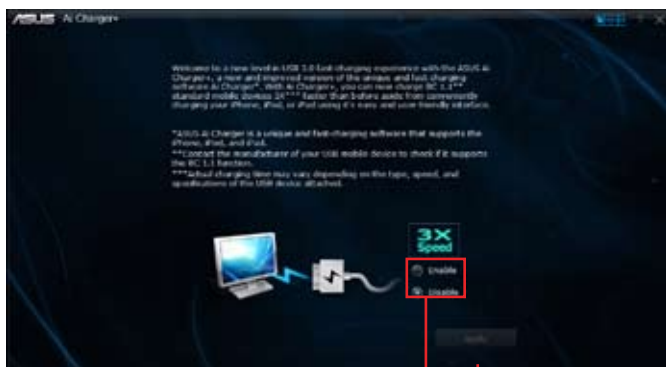 ASUS Ai Charger+
Welcome to a new level in USB 3.0 fast-charging experience with the ASUS Ai
Charger+, a new and improved version of the unique and fast-charging
software Ai Charger*. With Ai Charger+, you can now charge BC 1.1**
standard mobile devices 3X*** faster than before aside from conveniently
charging your iPhone, iPod, or iPad using it's easy and user-friendly interface.
*ASUS Ai Charger is a unique and fast-charging software that supports the
iPhone, iPod, and iPad.
**Contact the manufacturer of your USB mobile device to check if it supports
the BC 1.1 function.
***Actual charging time may vary depending on the type, speed, and
specifications of the USB device attached.
3X
Speed
Enable
Disable
Apply